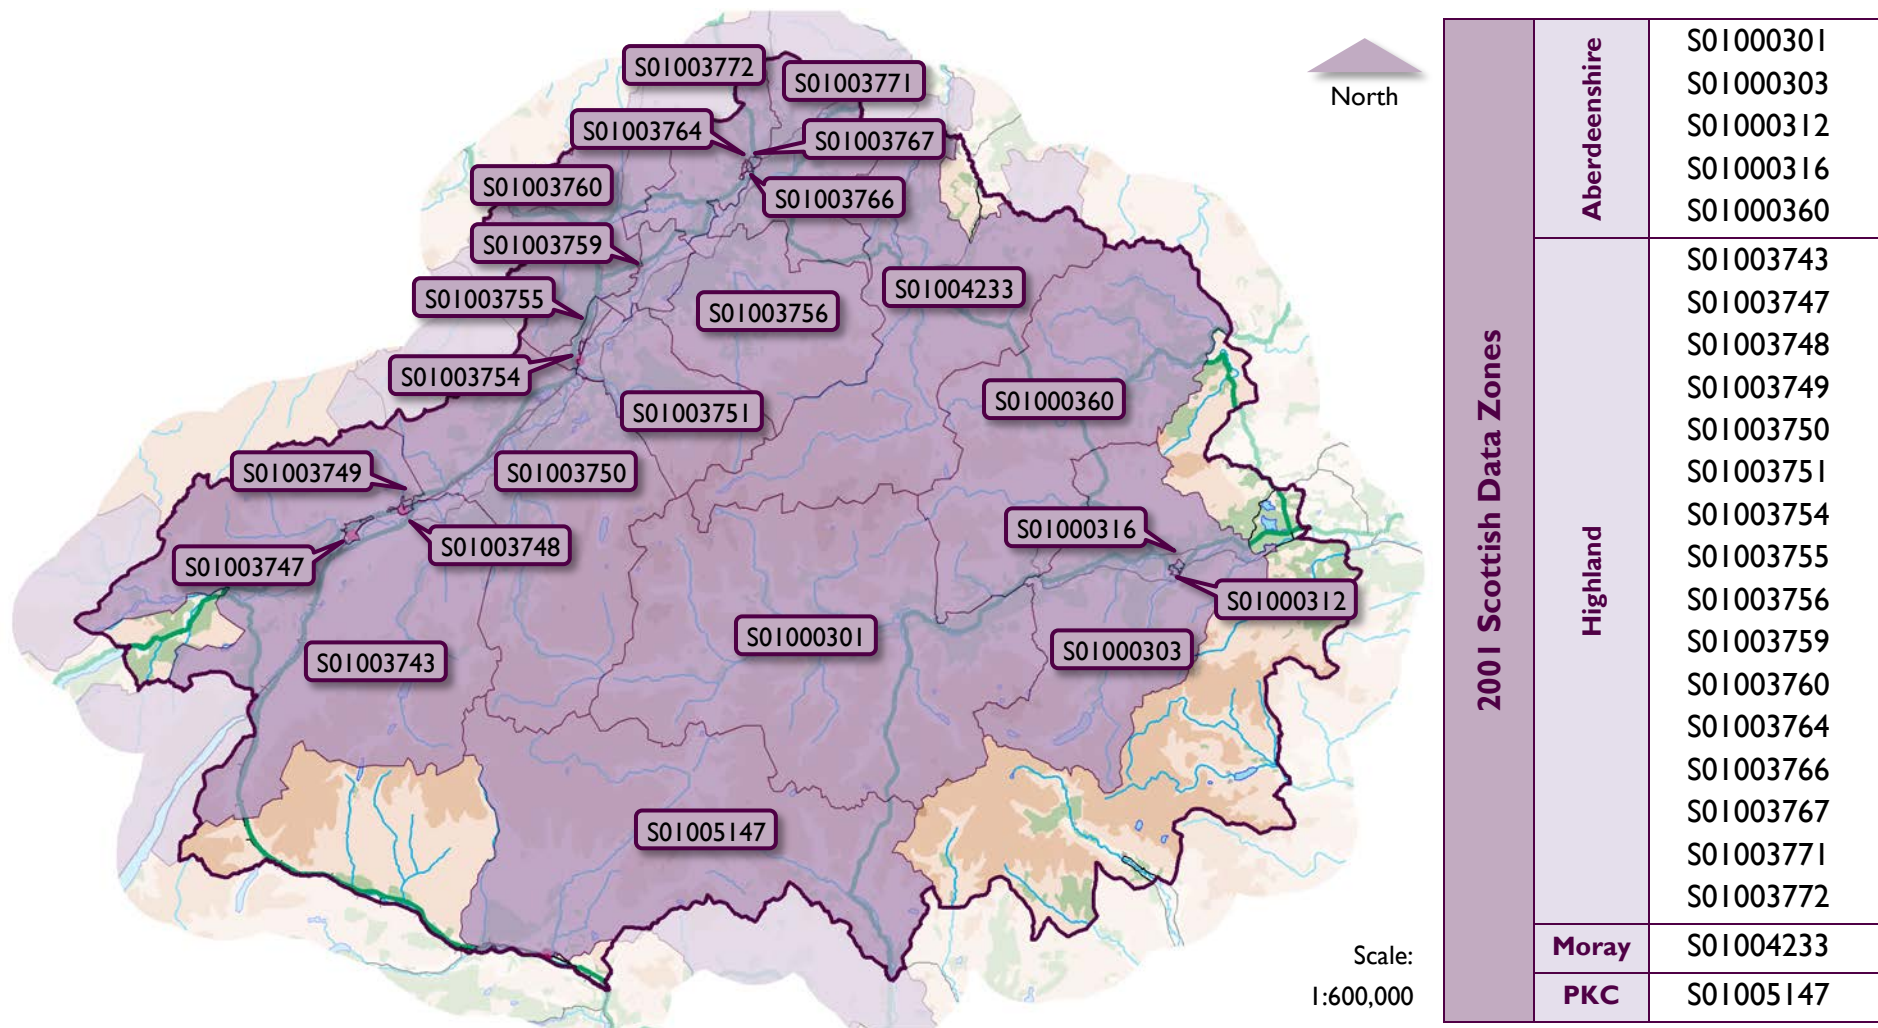 S01003772
S01003771
S01003764
S01003767
S01003760
S01003766
S01003759
S01004233
S01003755
S01003756
S01003754
S01000360
S01003751
S01003749
S01003750
S01000316
S01003748
S01003747
S01000312
S01000301
S01000303
S01003743
S01005147
North
Scale:
1:600,000
2001 Scottish Data Zones
Aberdeenshire
S01000301
S01000303
S01000312
S01000316
S01000360
Highland
S01003743
S01003747
S01003748
S01003749
S01003750
S01003751
S01003754
S01003755
S01003756
S01003759
S01003760
S01003764
S01003766
S01003767
S01003771
S01003772
Moray
S01004233
PKC
S01005147